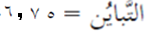 التَّبايُن = ٦,٧٥